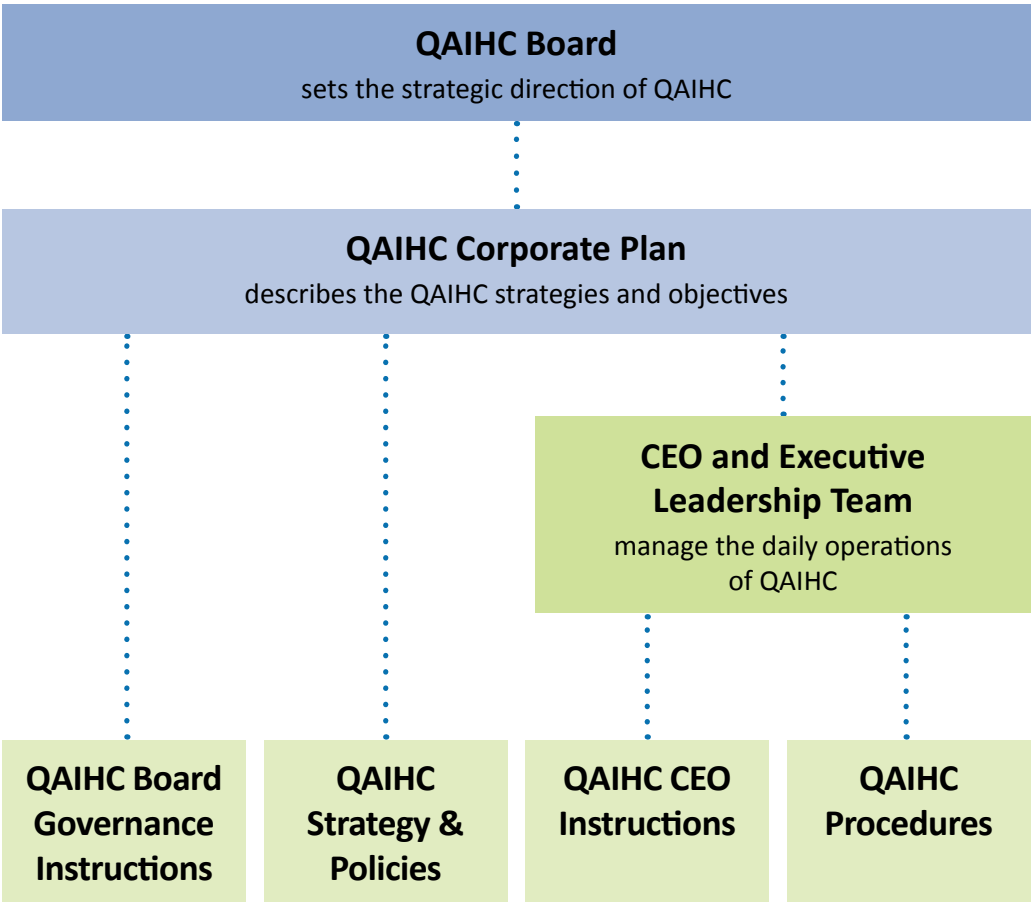 QAIHC Board
sets the strategic direction of QAIHC
QAIHC Corporate Plan
describes the QAIHC strategies and objectives
CEO and Executive
Leadership Team
manage the daily operations
of QAIHC
QAIHC Board
Governance
Instructions
QAIHC
Strategy &
Policies
QAIHC CEO
Instructions
QAIHC
Procedures